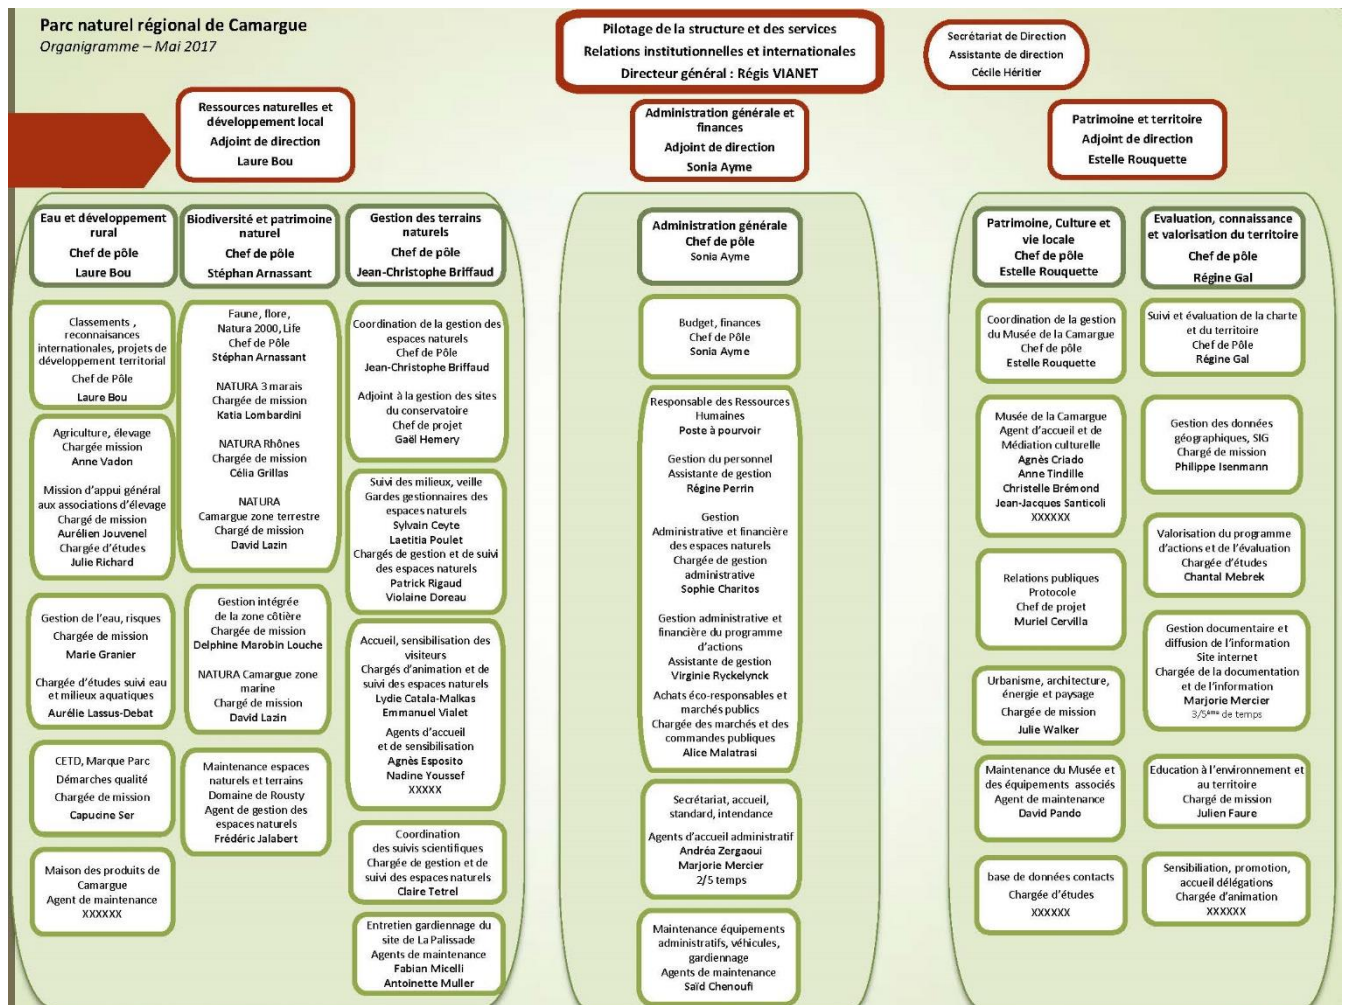 Parc naturel régional de Camargue
Organigramme – Mai 2017
Pilotage de la structure et des services
Relations institutionnelles et internationales
Directeur général : Régis VIANET
Secrétariat de Direction
Assistante de direction
Cécile Héritier
Ressources naturelles et
développement local
Adjoint de direction
Laure Bou
Administration générale et
finances
Adjoint de direction
Sonia Ayme
Patrimoine et territoire
Adjoint de direction
Estelle Rouquette
Eau et développement
rural
Chef de pôle
Laure Bou
Classements ,
reconnaisances
internationales, projets de
développement territorial
Chef de Pôle
Laure Bou
Agriculture, élevage
Chargée mission
Anne Vadon
Mission d'appui général
aux associations d'élevage
Chargé de mission
Aurélien Jouvenel
Chargée d'études
Julie Richard
Gestion de l'eau, risques
Chargée de mission
Marie Granier
Chargée d'études suivi eau
et milieux aquatiques
Aurélie Lassus-Debat
CETD, Marque Parc
Démarches qualité
Chargée de mission
Capucine Ser
Maison des produits de
Camargue
Agent de maintenance
XXXXXX
Biodiversité et patrimoine
naturel
Chef de pôle
Stéphan Arnassant
Faune, flore,
Natura 2000, Life
Chef de Pôle
Stéphan Arnassant
NATURA 3 marais
Chargée de mission
Katia Lombardini
NATURA Rhônes
Chargée de mission
Célia Grillas
NATURA
Camargue zone terrestre
Chargé de mission
David Lazin
Gestion intégrée
de la zone côtière
Chargée de mission
Delphine Marobin Louche
NATURA Camargue zone
marine
Chargé de mission
David Lazin
Maintenance espaces
naturels et terrains
Domaine de Rousty
Agent de gestion des
espaces naturels
Frédéric Jalabert
Gestion des terrains
naturels
Chef de pôle
Jean-Christophe Briffaud
Coordination de la gestion des
espaces naturels
Chef de Pôle
Jean-Christophe Briffaud
Adjoint à la gestion des sites
du conservatoire
Chef de projet
Gaël Hemery
Suivi des milieux, veille
Gardes gestionnaires des
espaces naturels
Sylvain Ceyte
Laetitia Poulet
Chargés de gestion et de suivi
des espaces naturels
Patrick Rigaud
Violaine Doreau
Accueil, sensibilisation des
visiteurs
Chargés d'animation et de
suivi des espaces naturels
Lydie Catala-Malkas
Emmanuel Vialet
Agents d'accueil
et de sensibilisation
Agnès Esposito
Nadine Youssef
XXXXX
Coordination
des suivis scientifiques
Chargée de gestion et de
suivi des espaces naturels
Claire Tetrel
Entretien gardiennage du
site de La Palissade
Agents de maintenance
Fabian Micelli
Antoinette Muller
Administration générale
Chef de pôle
Sonia Ayme
Budget, finances
Chef de Pôle
Sonia Ayme
Responsable des Ressources
Humaines
Poste à pourvoir
Gestion du personnel
Assistante de gestion
Régine Perrin
Gestion
Administrative et financière
des espaces naturels
Chargée de gestion
administrative
Sophie Charitos
Gestion administrative et
financière du programme
d'actions
Assistante de gestion
Virginie Ryckelynck
Achats éco-responsables et
marchés publics
Chargée des marchés et des
commandes publiques
Alice Malatrasi
Secrétariat, accueil,
standard, intendance
Agents d'accueil administratif
Andréa Zergaoui
Marjorie Mercier
2/5 temps
Maintenance équipements
administratifs, véhicules,
gardiennage
Agents de maintenance
Saïd Chenoufi
Patrimoine, Culture et
vie locale
Chef de pôle
Estelle Rouquette
Coordination de la gestion
du Musée de la Camargue
Chef de pôle
Estelle Rouquette
Musée de la Camargue
Agent d'accueil et de
Médiation culturelle
Agnès Criado
Anne Tindille
Christelle Brémond
Jean-Jacques Santicoli
XXXXXX
Relations publiques
Protocole
Chef de projet
Muriel Cervilla
Urbanisme, architecture,
énergie et paysage
Chargée de mission
Julie Walker
Maintenance du Musée et
des équipements associés
Agent de maintenance
David Pando
base de données contacts
Chargée d'études
XXXXXX
Evaluation, connaissance
et valorisation du territoire
Chef de pôle
Régine Gal
Suivi et évaluation de la charte
et du territoire
Chef de Pôle
Régine Gal
Gestion des données
géographiques, SIG
Chargé de mission
Philippe Isenmann
Valorisation du programme
d'actions et de l'évaluation
Chargée d'études
Chantal Mebrek
Gestion documentaire et
diffusion de l'information
Site internet
Chargée de la documentation
et de l'information
Marjorie Mercier
3/5ème de temps
Education à l'environnement et
au territoire
Chargé de mission
Julien Faure
Sensibiliation, promotion,
accueil délégations
Chargée d'animation
XXXXXX